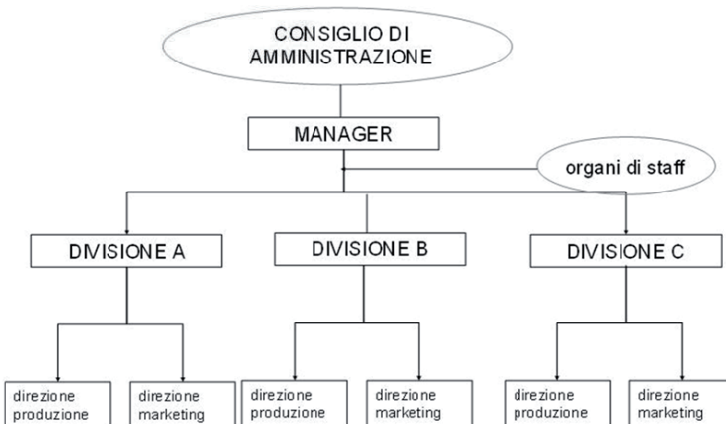 CONSIGLIO DI
AMMINISTRAZIONE
MANAGER
organi di staff
DIVISIONE A
DIVISIONE B
DIVISIONE C
direzione
produzione
direzione
marketing
direzione
produzione
direzione
marketing
direzione
produzione
direzione
marketing